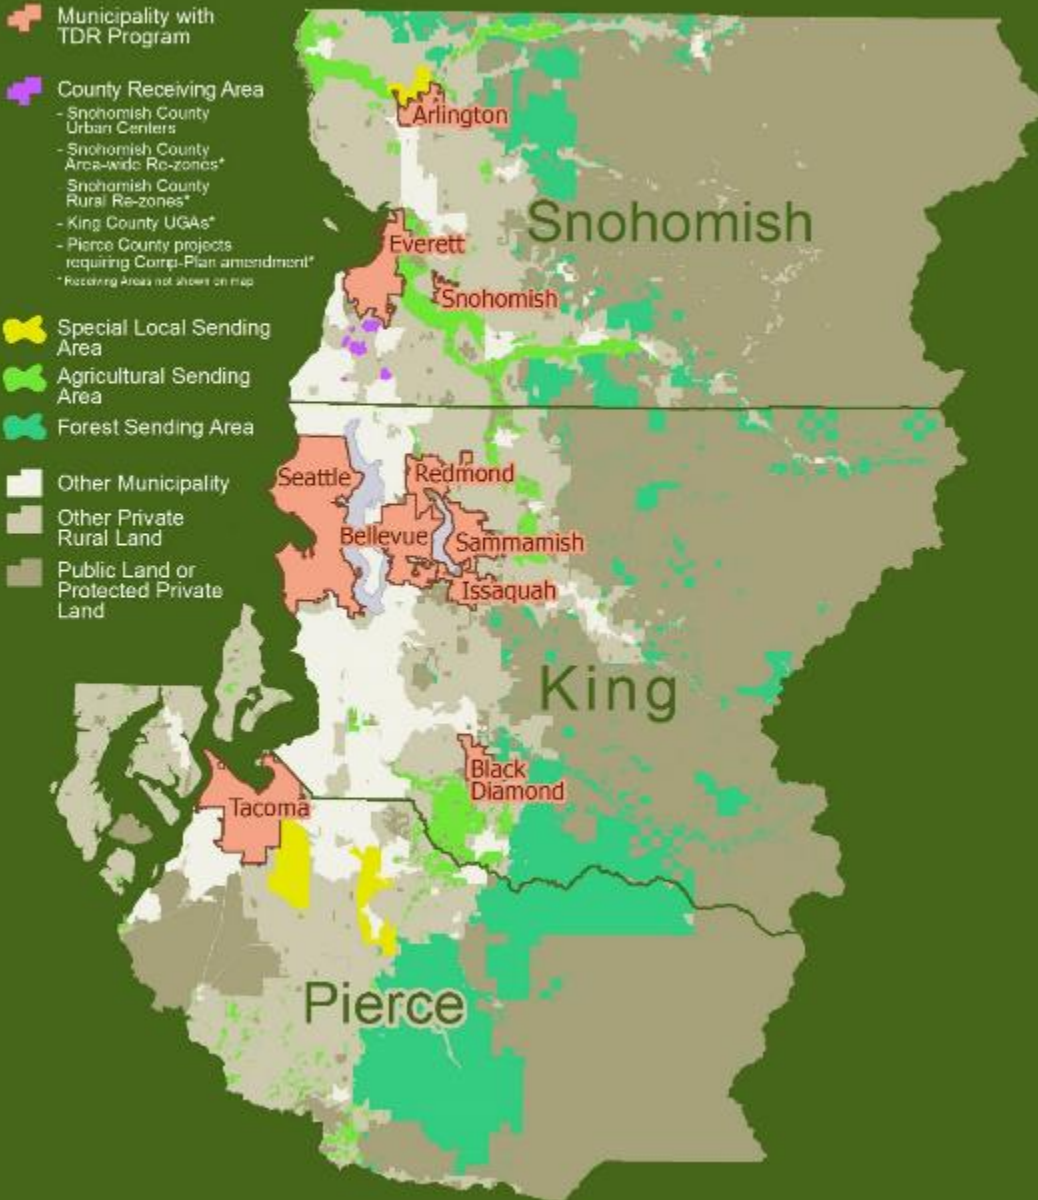 Municipality with
TDR Program
County Receiving Area
- Snohomish County
Urban Centers
- Snohomish County
Area-wide Re-zones*
Snohomish County
Rural Re-zones*
- King County UGAs*
- Pierce County projects
requiring Comp-Plan amendment*
*Receiving Areas not shown on map
Special Local Sending
Area
Agricultural Sending
Area
Forest Sending Area
Other Municipality
Other Private
Rural Land
Public Land or
Protected Private
Land
Arlington
Snohomish
Everett
Snohomish
Seattle
Redmond
Bellevue
Sammamish
Issaquah
King
Black
Diamond
Tacoma
Pierce